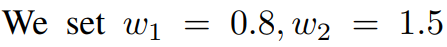 We set w₁ = 0.8, w₂ = 1.5